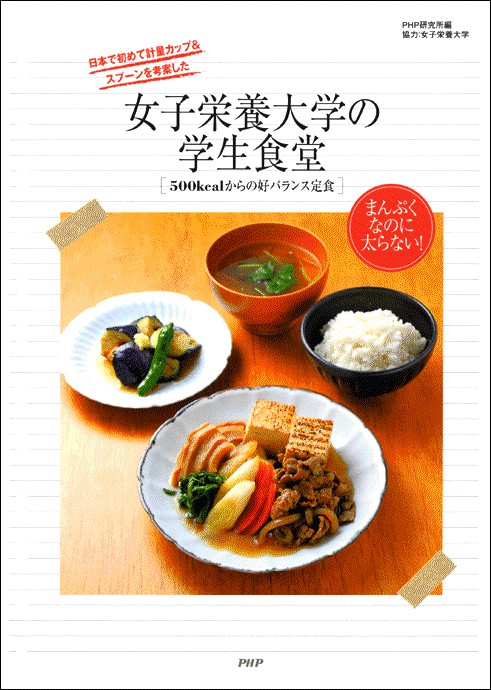 PHP研究所編
協力:女子栄養大学
日本で初めて計量カップ&
スプーンを考案した
女子栄養大学の
学生食堂
[500kcalからの好バランス定食]
まんぷく
なのに
太らない!
PHP